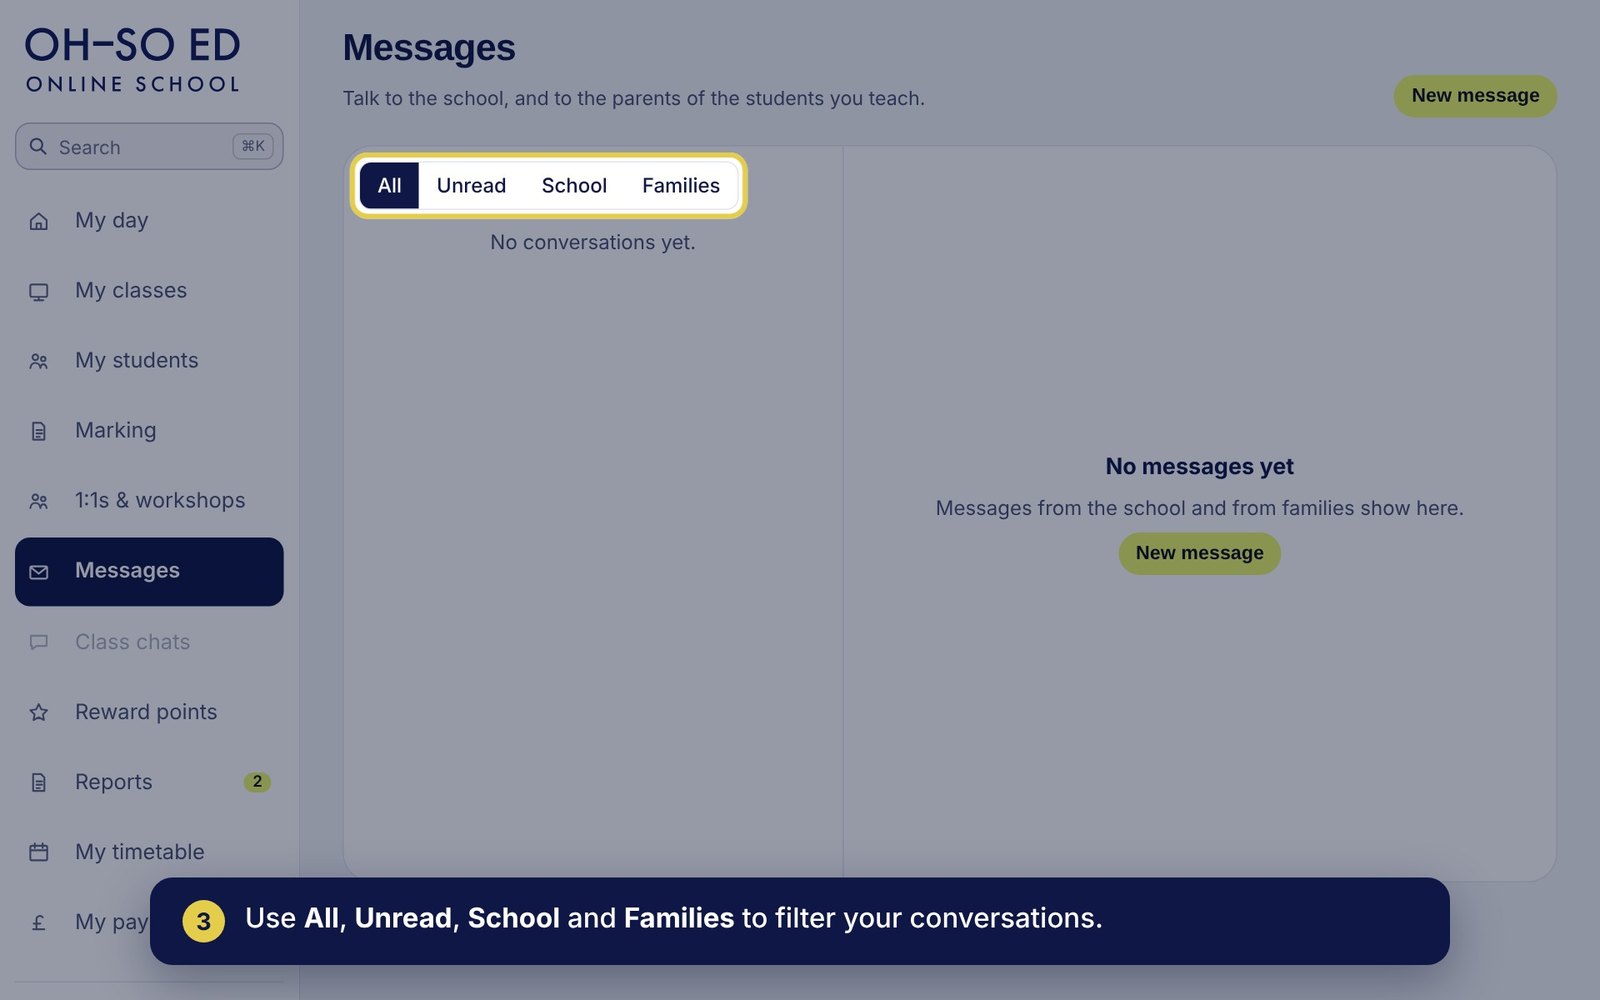 OH–SO ED
ONLINE SCHOOL
Search
⌘K
My day
My classes
My students
Marking
1:1s & workshops
Messages
Class chats
Reward points
Reports
2
My timetable
My pay
Messages
Talk to the school, and to the parents of the students you teach.
New message
All
Unread
School
Families
No conversations yet.
No messages yet
Messages from the school and from families show here.
New message
3
Use All, Unread, School and Families to filter your conversations.